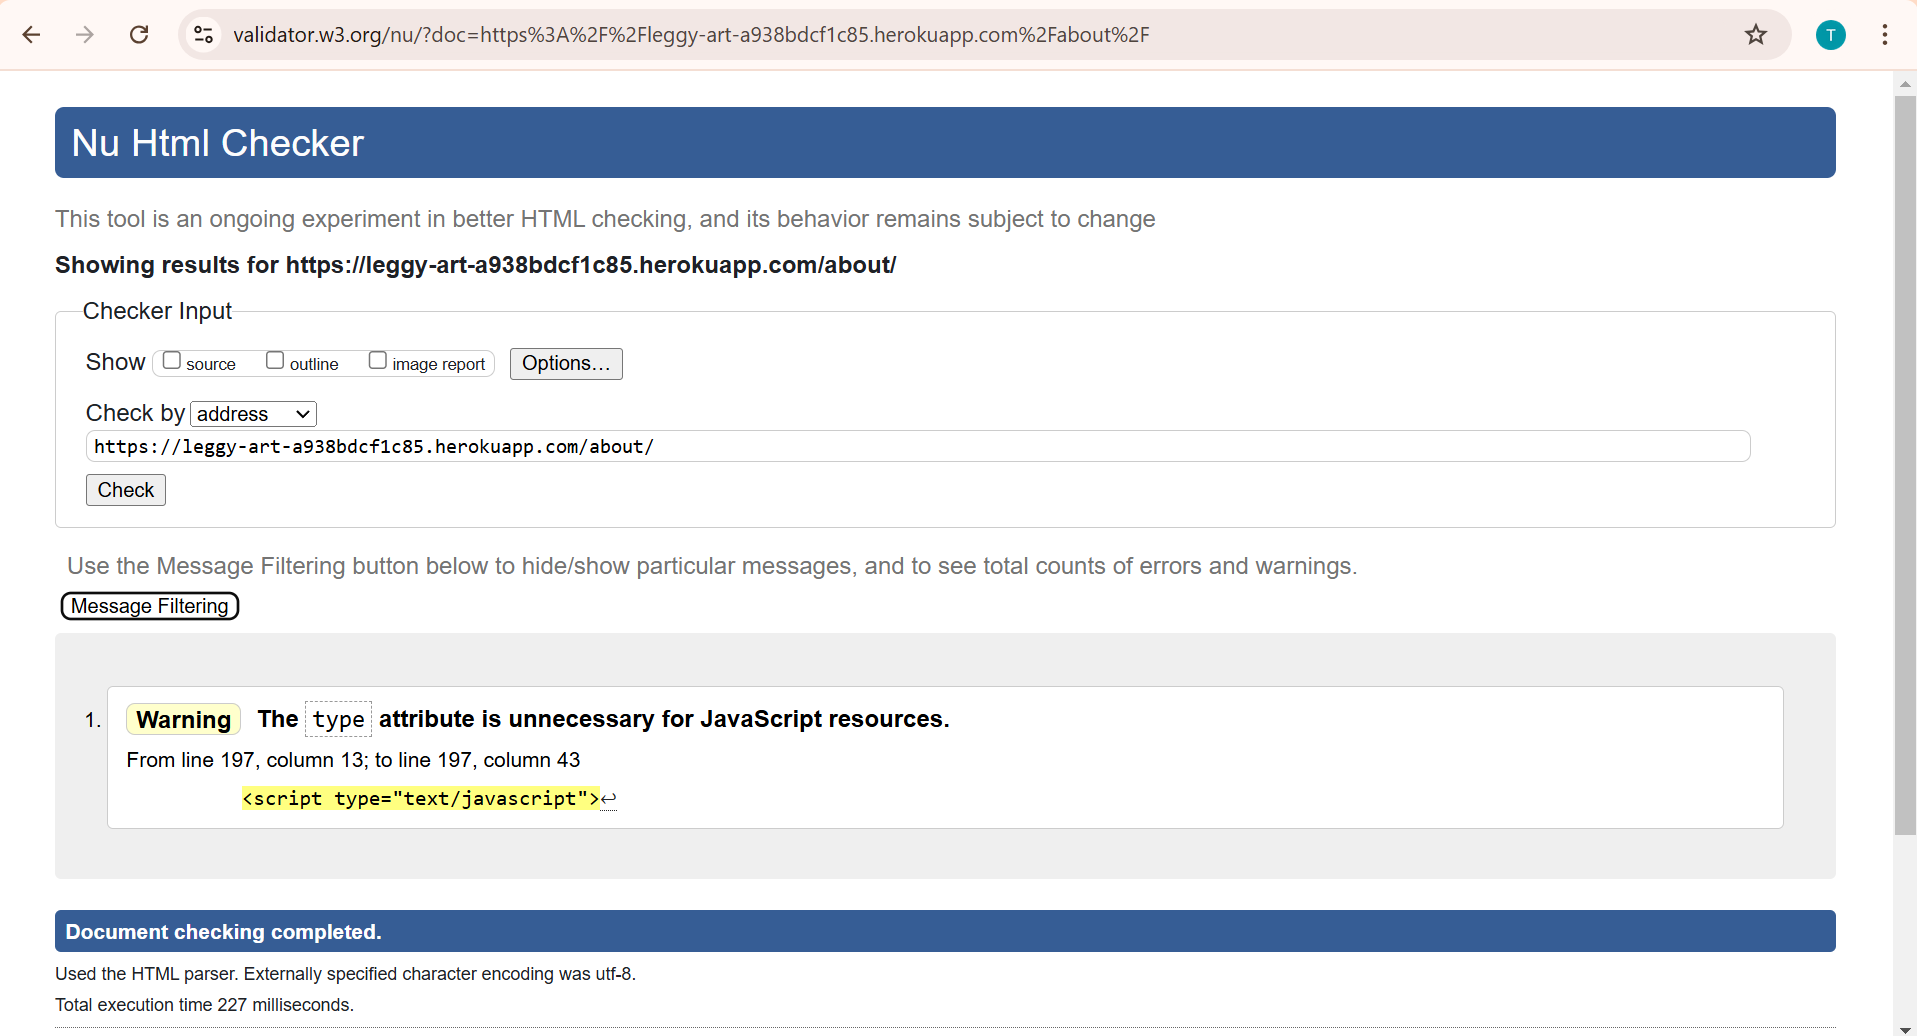 validator.w3.org/nu/?doc=https%3A%2F%2Fleggy-art-a938bdcf1c85.herokuapp.com%2Fabout%2F
T
Nu Html Checker
This tool is an ongoing experiment in better HTML checking, and its behavior remains subject to change
Showing results for https://leggy-art-a938bdcf1c85.herokuapp.com/about/
Checker Input
Show source outline image report Options...
Check by address
https://leggy-art-a938bdcf1c85.herokuapp.com/about/
Check
Use the Message Filtering button below to hide/show particular messages, and to see total counts of errors and warnings.
Message Filtering
1. Warning The type attribute is unnecessary for JavaScript resources.
From line 197, column 13; to line 197, column 43
<script type="text/javascript">↩
Document checking completed.
Used the HTML parser. Externally specified character encoding was utf-8.
Total execution time 227 milliseconds.